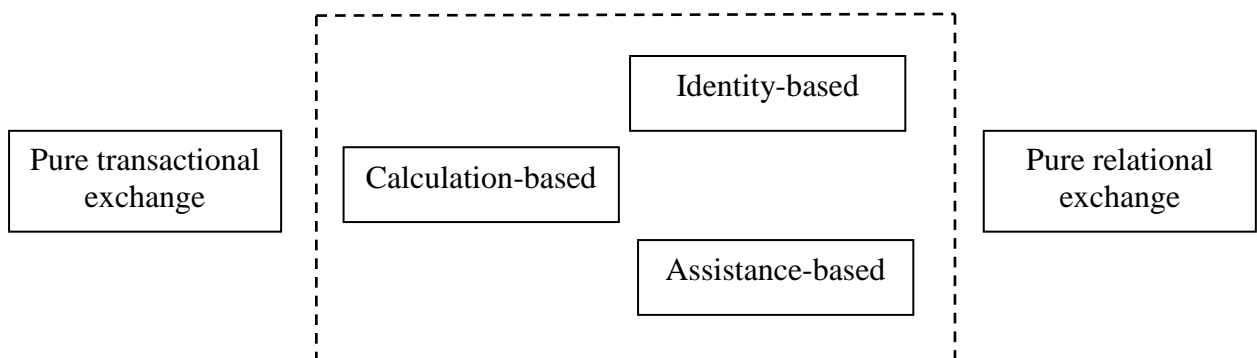 Identity-based
Pure transactional
exchange
Calculation-based
Pure relational
exchange
Assistance-based